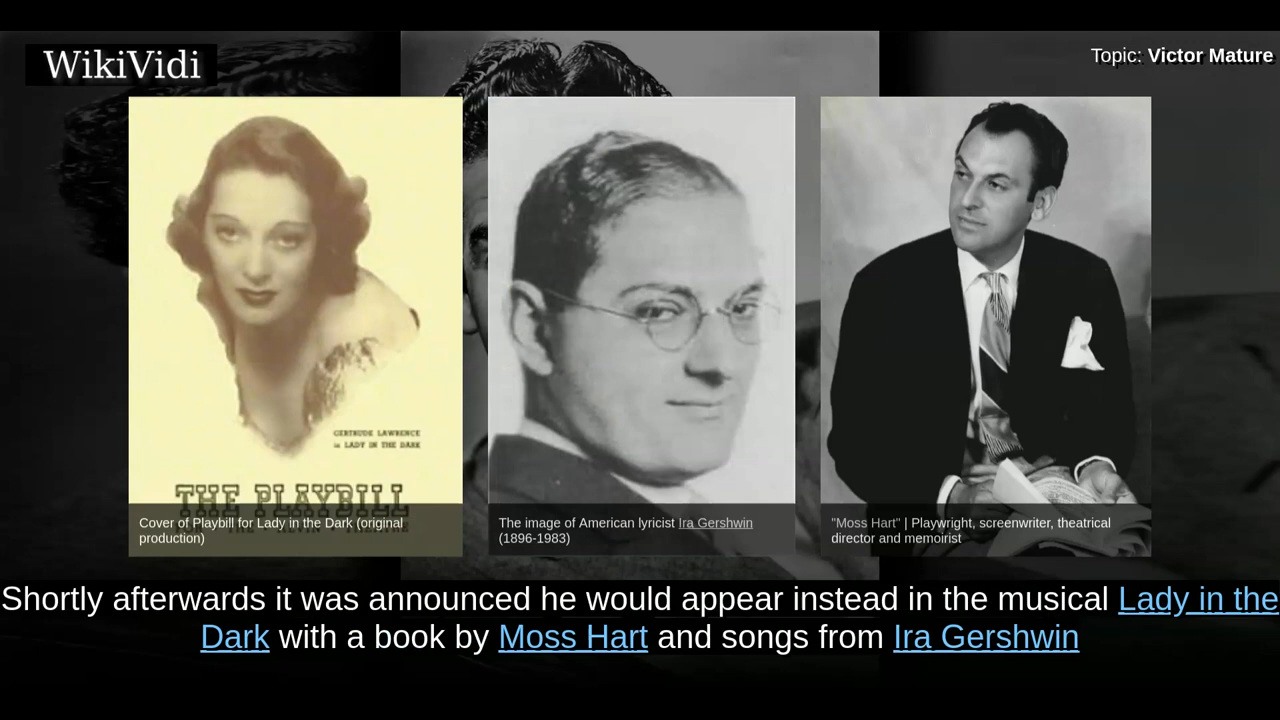 WikiVidi
Topic: Victor Mature
GERTRUDE LAWRENCE
in LADY IN THE DARK
THE PLAYBILL
Cover of Playbill for Lady in the Dark (original
production)
The image of American lyricist Ira Gershwin
(1896-1983)
"Moss Hart" | Playwright, screenwriter, theatrical
director and memoirist
Shortly afterwards it was announced he would appear instead in the musical Lady in the
Dark with a book by Moss Hart and songs from Ira Gershwin